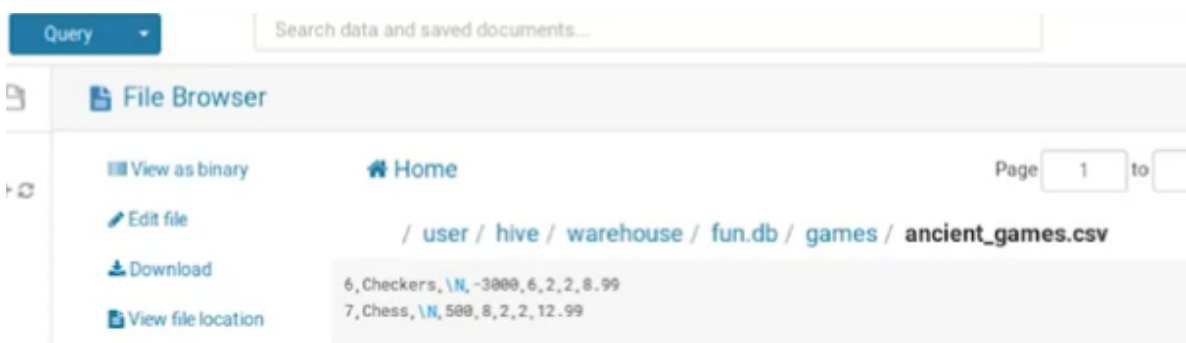 Query
Search data and saved documents...
File Browser
View as binary
Home
Page 1 to
Edit file
/ user / hive / warehouse / fun.db / games / ancient_games.csv
Download
6,Checkers,\N,-3000,6,2,2,8.99
View file location
7,Chess,\N,500,8,2,2,12.99